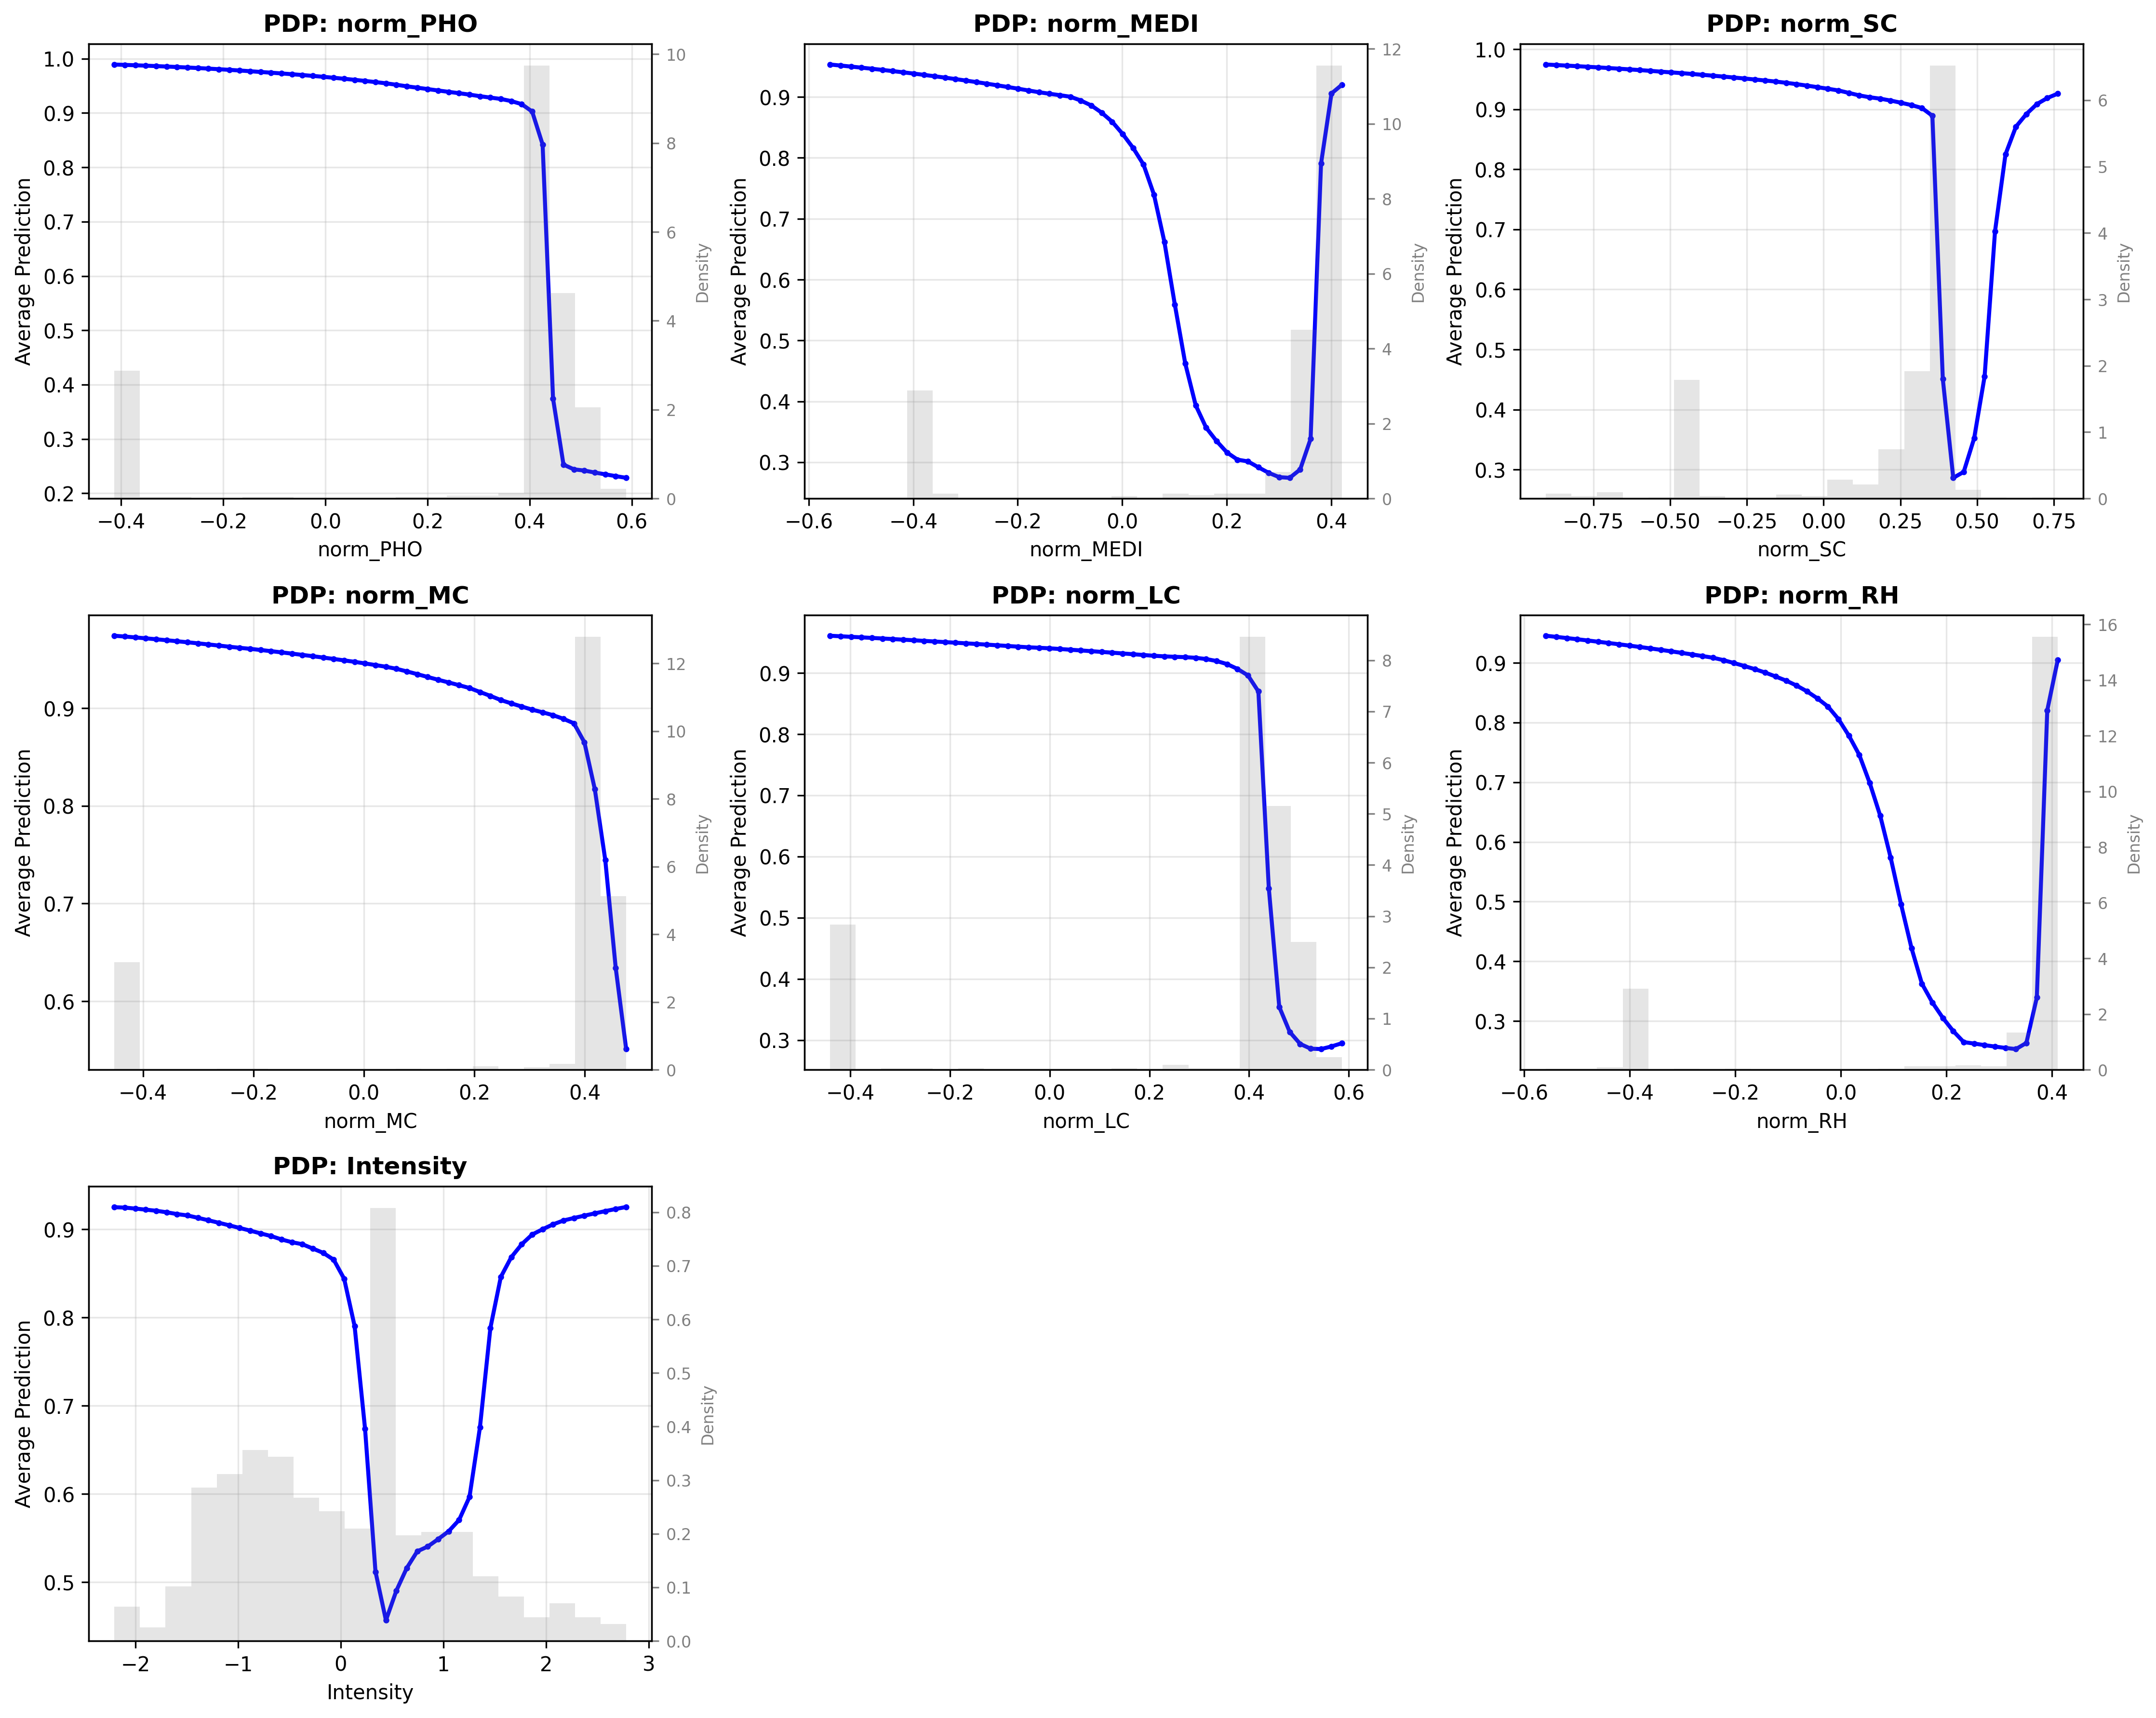 PDP: norm_PHO
1.0
0.9
0.8
0.7
0.6
0.5
0.4
0.3
0.2
Average Prediction
10
8
6
4
2
0
Density
−0.4 −0.2 0.0 0.2 0.4 0.6
norm_PHO
PDP: norm_MEDI
0.9
0.8
0.7
0.6
0.5
0.4
0.3
Average Prediction
12
10
8
6
4
2
0
Density
−0.6 −0.4 −0.2 0.0 0.2 0.4
norm_MEDI
PDP: norm_SC
1.0
0.9
0.8
0.7
0.6
0.5
0.4
0.3
Average Prediction
6
5
4
3
2
1
0
Density
−0.75 −0.50 −0.25 0.00 0.25 0.50 0.75
norm_SC
PDP: norm_MC
0.9
0.8
0.7
0.6
Average Prediction
12
10
8
6
4
2
0
Density
−0.4 −0.2 0.0 0.2 0.4
norm_MC
PDP: norm_LC
0.9
0.8
0.7
0.6
0.5
0.4
0.3
Average Prediction
8
7
6
5
4
3
2
1
0
Density
−0.4 −0.2 0.0 0.2 0.4 0.6
norm_LC
PDP: norm_RH
0.9
0.8
0.7
0.6
0.5
0.4
0.3
Average Prediction
16
14
12
10
8
6
4
2
0
Density
−0.6 −0.4 −0.2 0.0 0.2 0.4
norm_RH
PDP: Intensity
0.9
0.8
0.7
0.6
0.5
Average Prediction
0.8
0.7
0.6
0.5
0.4
0.3
0.2
0.1
0.0
Density
−2 −1 0 1 2 3
Intensity